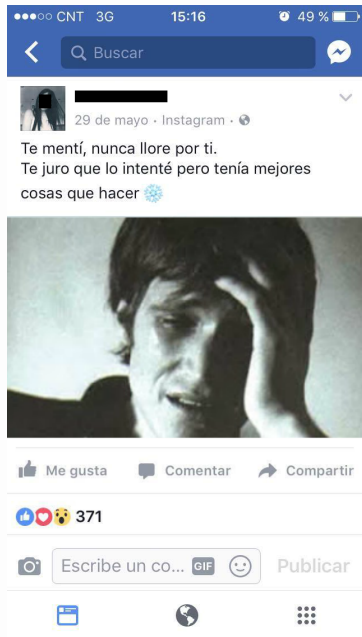 CNT 3G 15:16 49 %
Buscar
29 de mayo · Instagram ·
Te mentí, nunca llore por ti.
Te juro que lo intenté pero tenía mejores
cosas que hacer
Me gusta Comentar Compartir
371
Escribe un co... GIF Publicar